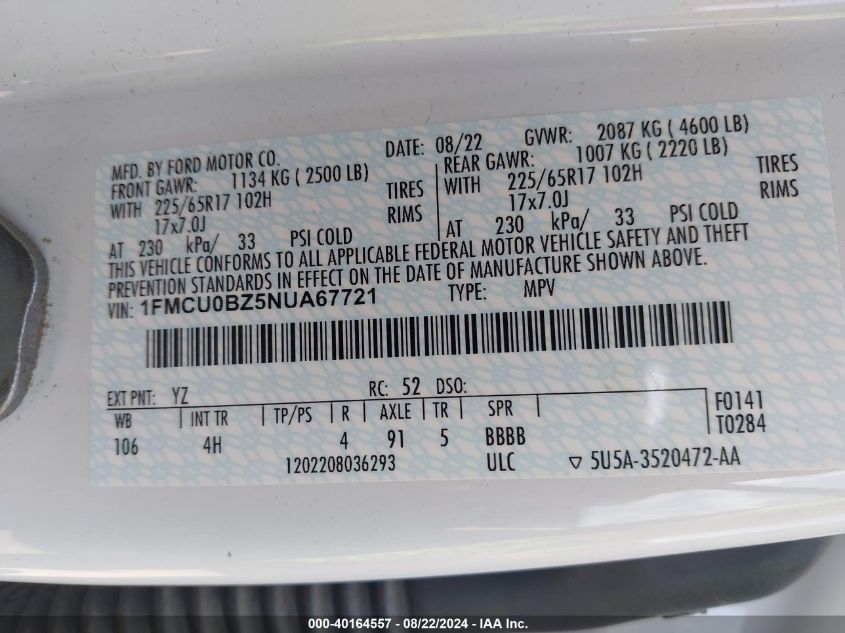 MFD. BY FORD MOTOR CO. DATE: 08/22 GVWR: 2087 KG ( 4600 LB)
FRONT GAWR: 1134 KG ( 2500 LB) REAR GAWR: 1007 KG ( 2220 LB)
WITH 225/65R17 102H TIRES WITH 225/65R17 102H TIRES
17x7.0J RIMS 17x7.0J RIMS
AT 230 kPa/ 33 PSI COLD AT 230 kPa/ 33 PSI COLD
THIS VEHICLE CONFORMS TO ALL APPLICABLE FEDERAL MOTOR VEHICLE SAFETY AND THEFT
PREVENTION STANDARDS IN EFFECT ON THE DATE OF MANUFACTURE SHOWN ABOVE.
VIN: 1FMCU0BZ5NUA67721 TYPE: MPV
EXT PNT: YZ RC: 52 DSO:
WB INT TR TP/PS R AXLE TR SPR F0141
106 4H 4 91 5 BBBB T0284
1202208036293 ULC ▽ 5U5A-3520472-AA
000-40164557 - 08/22/2024 - IAA Inc.